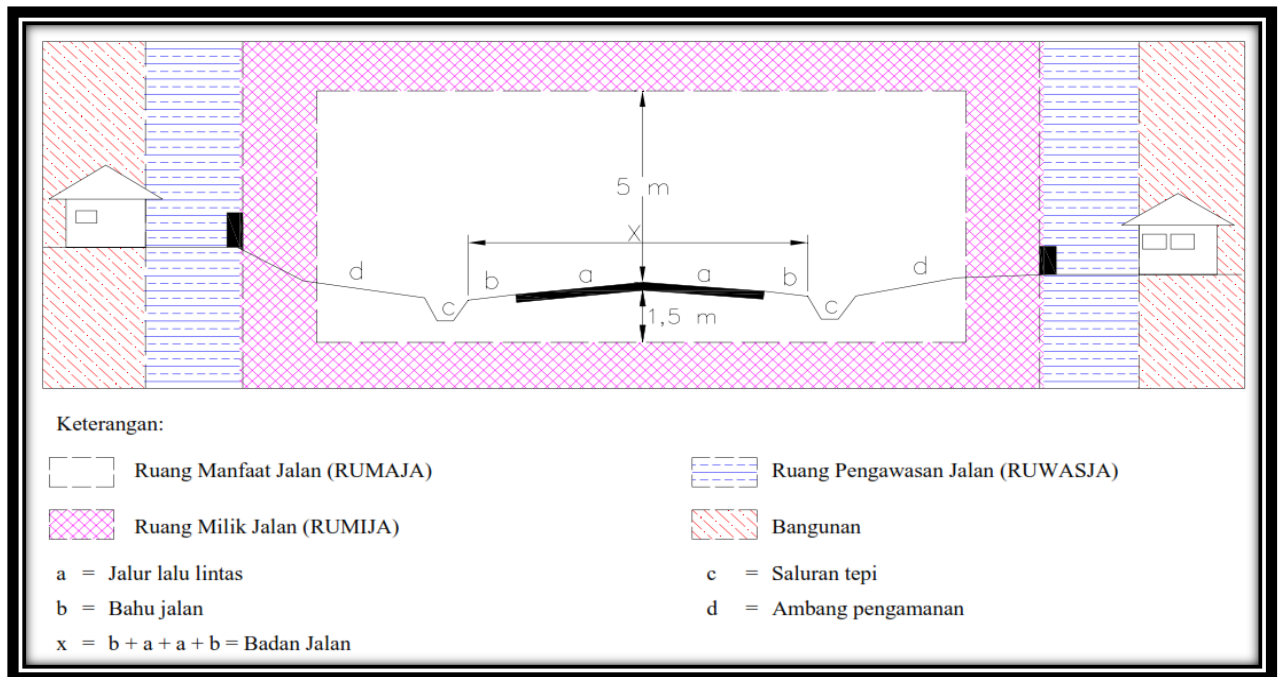 5 m
X
d
b
a
a
b
d
c
c
1,5 m
Keterangan:
Ruang Manfaat Jalan (RUMAJA)
Ruang Pengawasan Jalan (RUWASJA)
Ruang Milik Jalan (RUMIJA)
Bangunan
a = Jalur lalu lintas
c = Saluran tepi
b = Bahu jalan
d = Ambang pengamanan
x = b + a + a + b = Badan Jalan